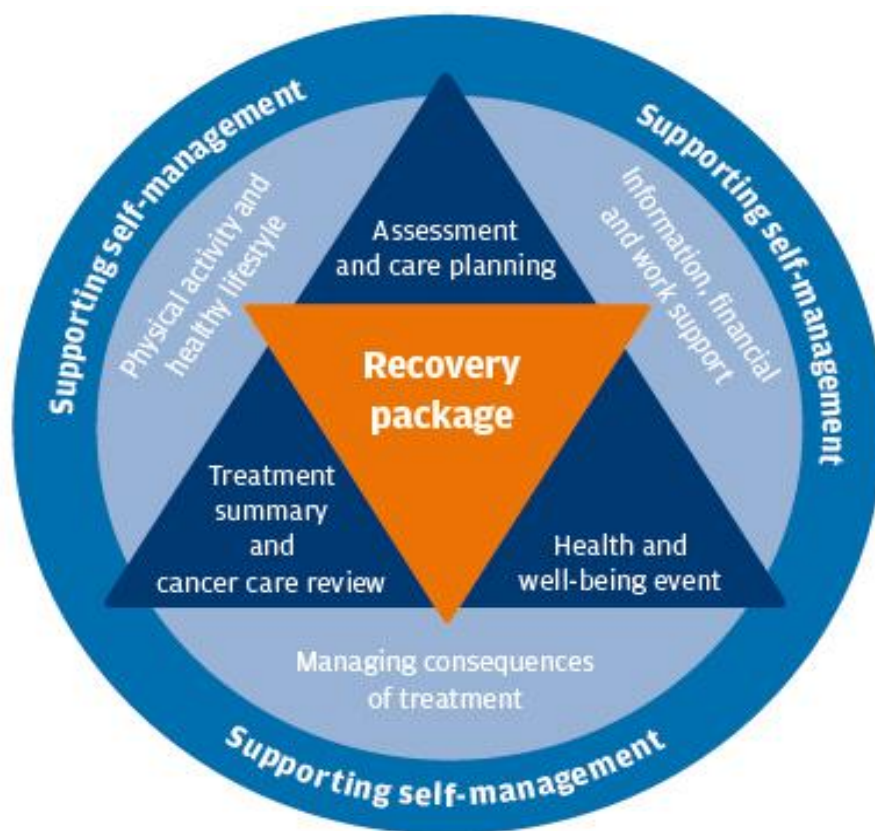 Supporting self-management
Supporting self-management
Physical activity and
healthy lifestyle
Information, financial
and work support
Assessment
and care planning
Recovery
package
Treatment
summary
and
cancer care review
Health and
well-being event
Managing consequences
of treatment
Supporting self-management